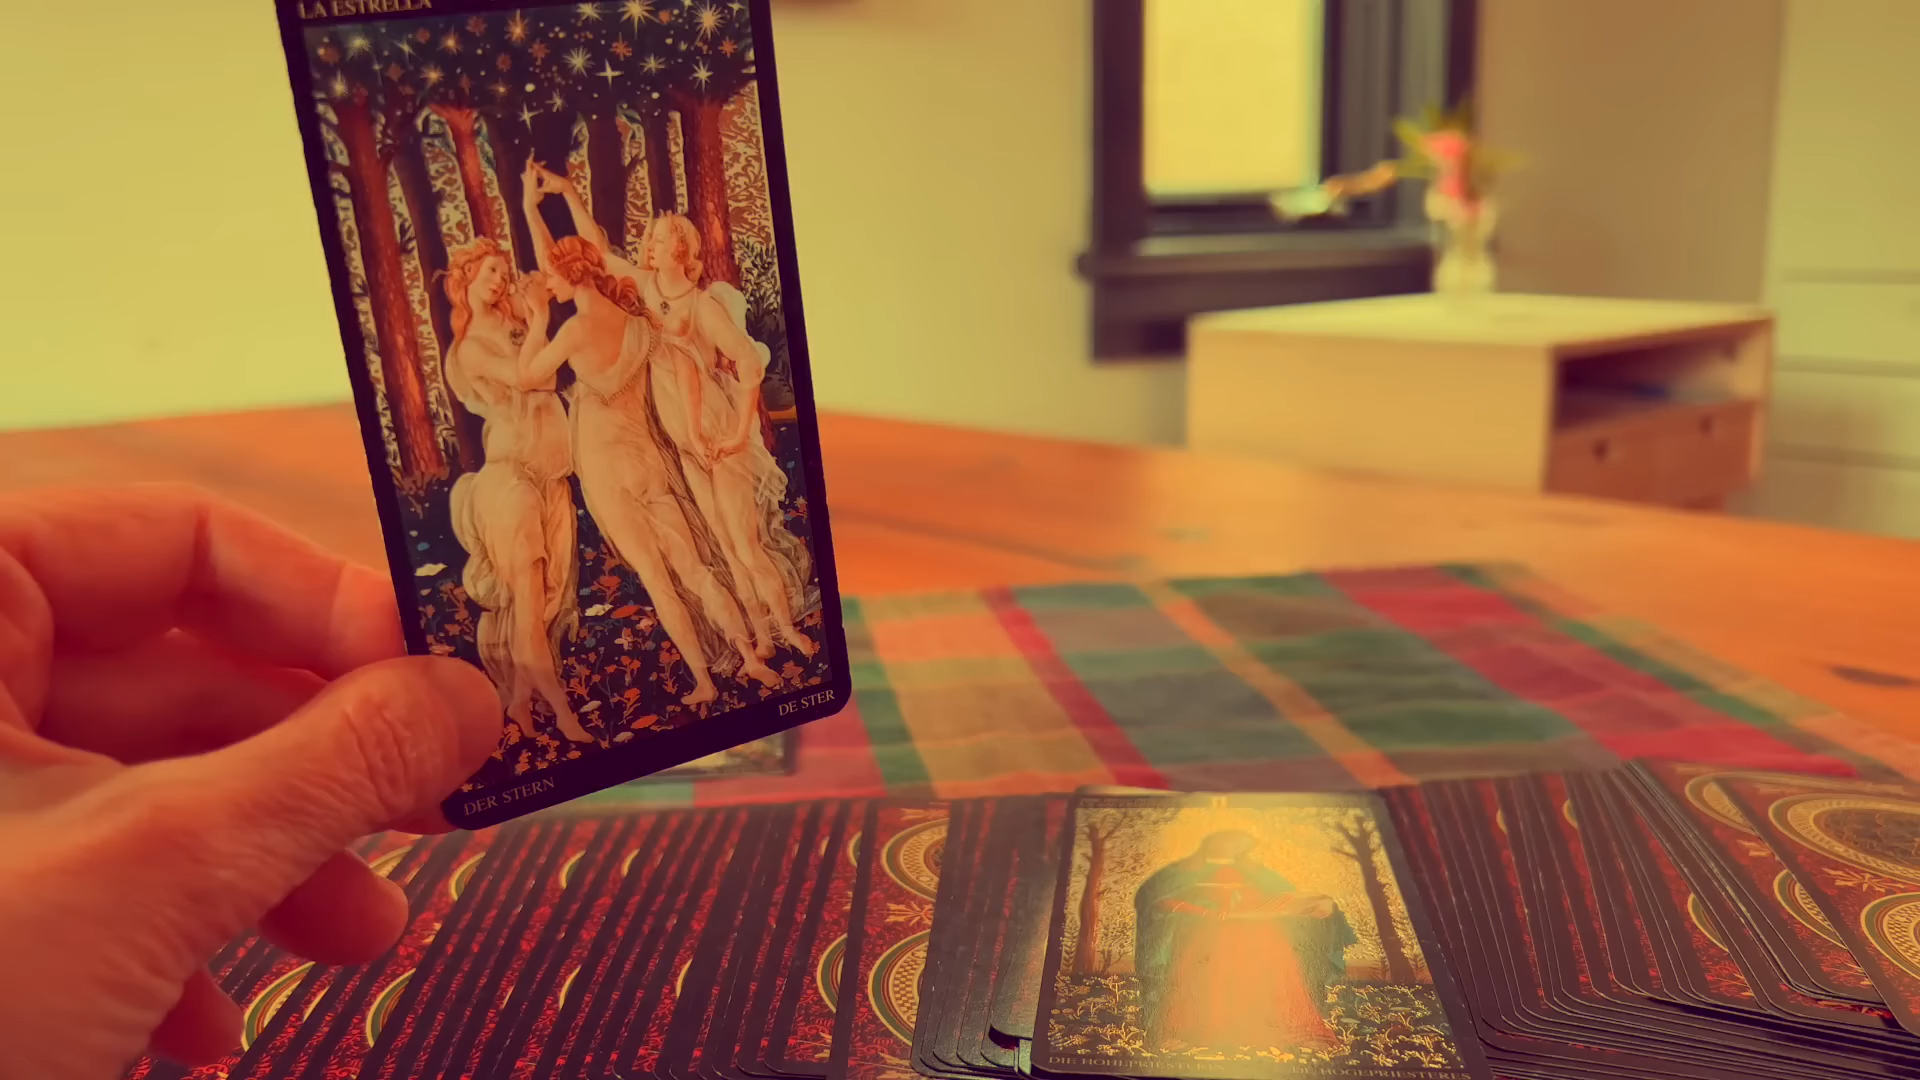 LA ESTRELLA
DE STER
DER STERN
II
DIE HOHEPRIESTERIN
DE HOGEPRIESTERES